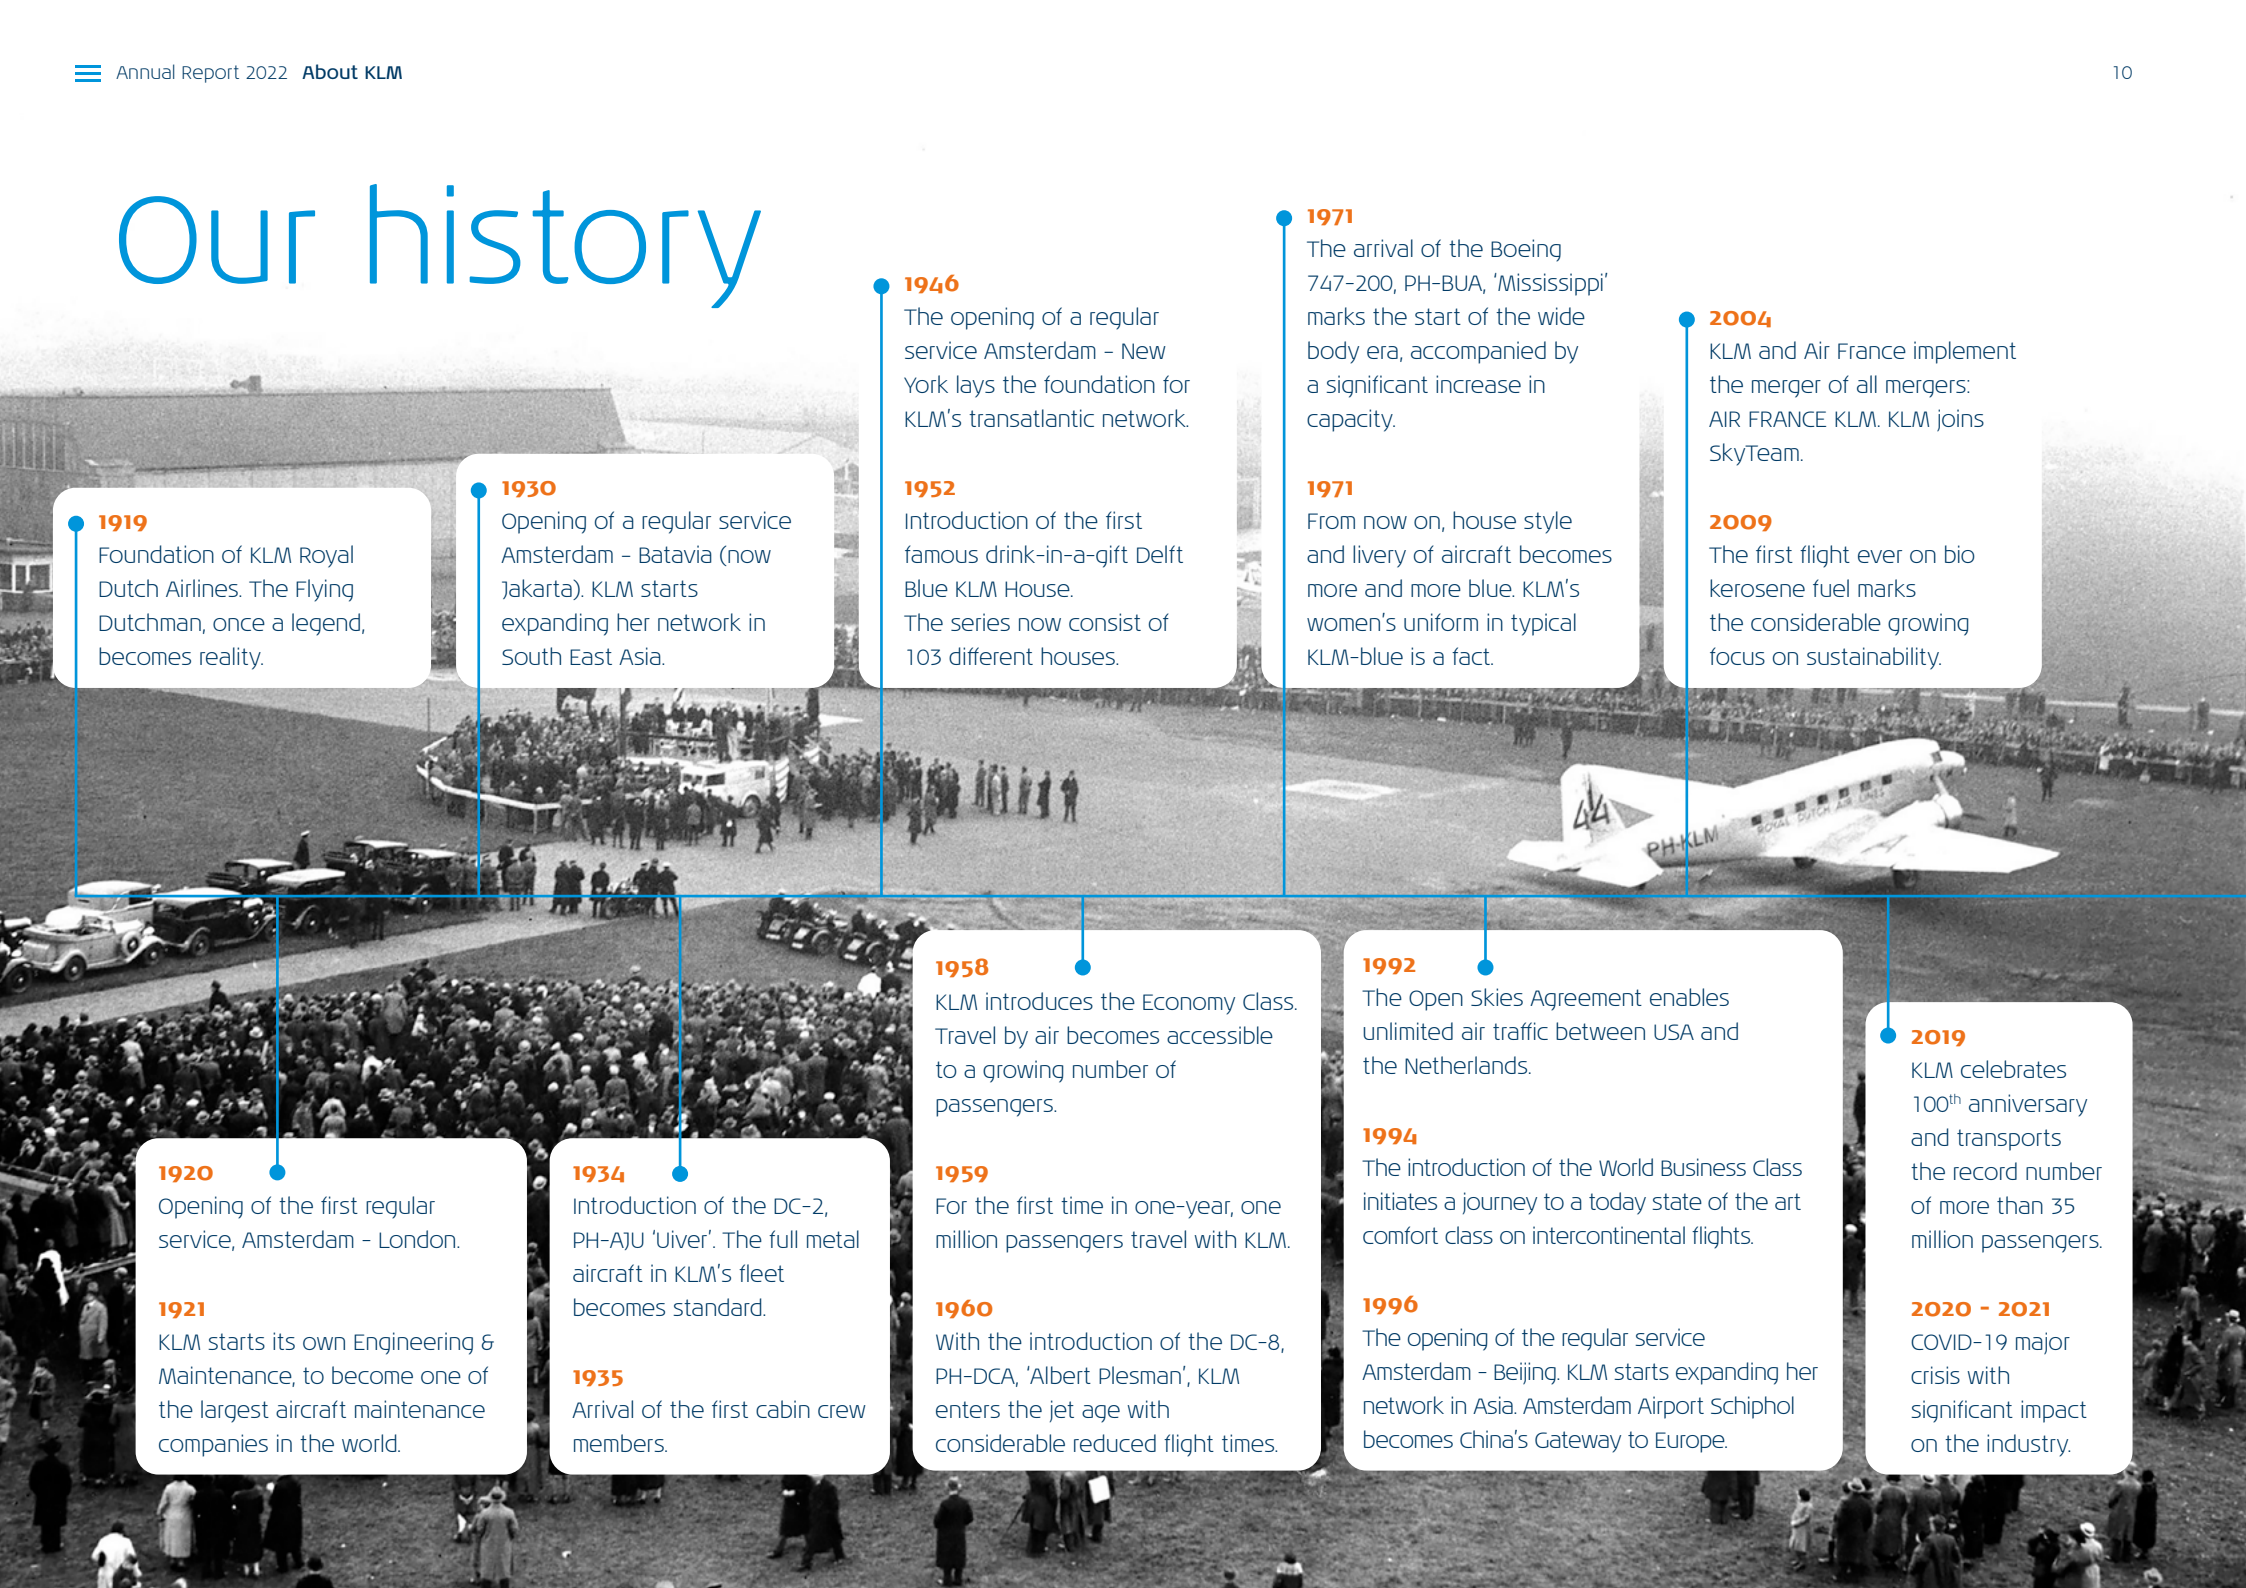 Annual Report 2022 About KLM
10
Our history
1919
Foundation of KLM Royal
Dutch Airlines. The Flying
Dutchman, once a legend,
becomes reality.
1930
Opening of a regular service
Amsterdam - Batavia (now
Jakarta). KLM starts
expanding her network in
South East Asia.
1946
The opening of a regular
service Amsterdam - New
York lays the foundation for
KLM's transatlantic network.
1952
Introduction of the first
famous drink-in-a-gift Delft
Blue KLM House.
The series now consist of
103 different houses.
1971
The arrival of the Boeing
747-200, PH-BUA, 'Mississippi'
marks the start of the wide
body era, accompanied by
a significant increase in
capacity.
1971
From now on, house style
and livery of aircraft becomes
more and more blue. KLM's
women's uniform in typical
KLM-blue is a fact.
2004
KLM and Air France implement
the merger of all mergers:
AIR FRANCE KLM. KLM joins
SkyTeam.
2009
The first flight ever on bio
kerosene fuel marks
the considerable growing
focus on sustainability.
44
PH-KLM
ROYAL DUTCH AIR LINES
1920
Opening of the first regular
service, Amsterdam - London.
1921
KLM starts its own Engineering &
Maintenance, to become one of
the largest aircraft maintenance
companies in the world.
1934
Introduction of the DC-2,
PH-AJU 'Uiver'. The full metal
aircraft in KLM's fleet
becomes standard.
1935
Arrival of the first cabin crew
members.
1958
KLM introduces the Economy Class.
Travel by air becomes accessible
to a growing number of
passengers.
1959
For the first time in one-year, one
million passengers travel with KLM.
1960
With the introduction of the DC-8,
PH-DCA, 'Albert Plesman', KLM
enters the jet age with
considerable reduced flight times.
1992
The Open Skies Agreement enables
unlimited air traffic between USA and
the Netherlands.
1994
The introduction of the World Business Class
initiates a journey to a today state of the art
comfort class on intercontinental flights.
1996
The opening of the regular service
Amsterdam - Beijing. KLM starts expanding her
network in Asia. Amsterdam Airport Schiphol
becomes China's Gateway to Europe.
2019
KLM celebrates
100th anniversary
and transports
the record number
of more than 35
million passengers.
2020 - 2021
COVID-19 major
crisis with
significant impact
on the industry.